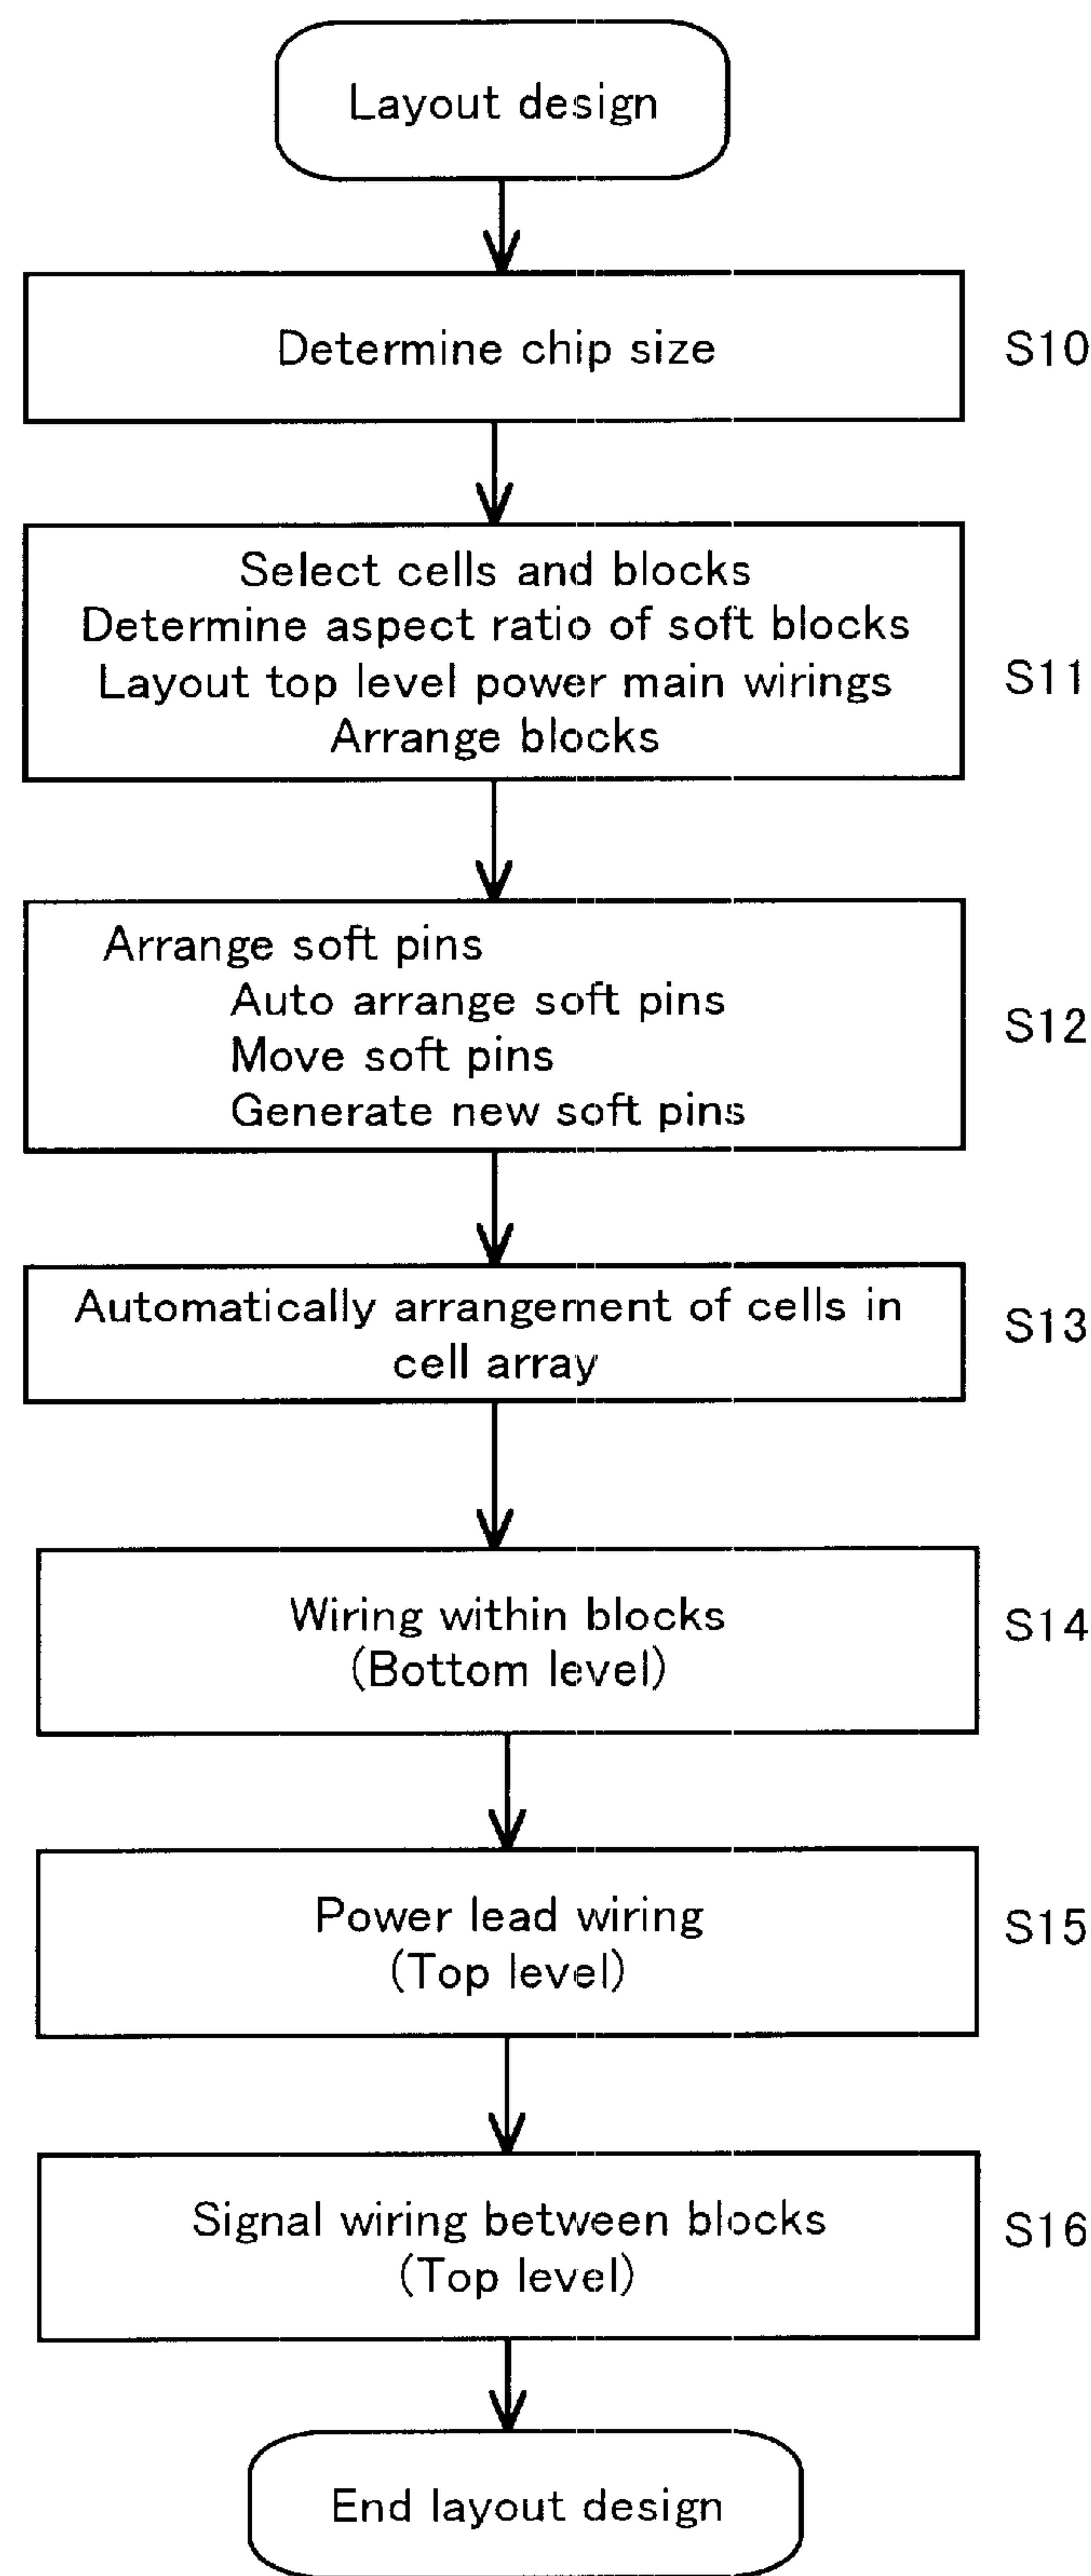 Layout design
Determine chip size
S10
Select cells and blocks
Determine aspect ratio of soft blocks
Layout top level power main wirings
Arrange blocks
S11
Arrange soft pins
Auto arrange soft pins
Move soft pins
Generate new soft pins
S12
Automatically arrangement of cells in
cell array
S13
Wiring within blocks
(Bottom level)
S14
Power lead wiring
(Top level)
S15
Signal wiring between blocks
(Top level)
S16
End layout design